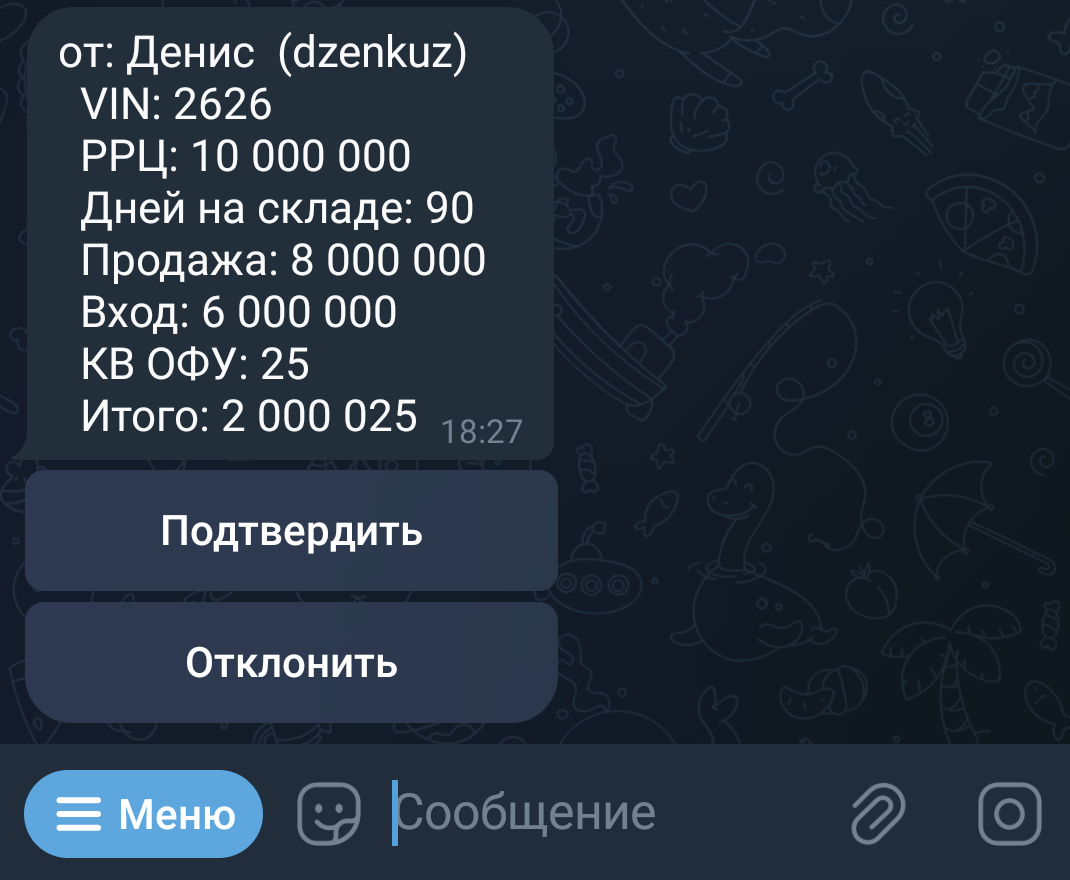 от: Денис (dzenkuz)
VIN: 2626
РРЦ: 10 000 000
Дней на складе: 90
Продажа: 8 000 000
Вход: 6 000 000
КВ ОФУ: 25
Итого: 2 000 025
18:27
Подтвердить
Отклонить
Меню
Сообщение